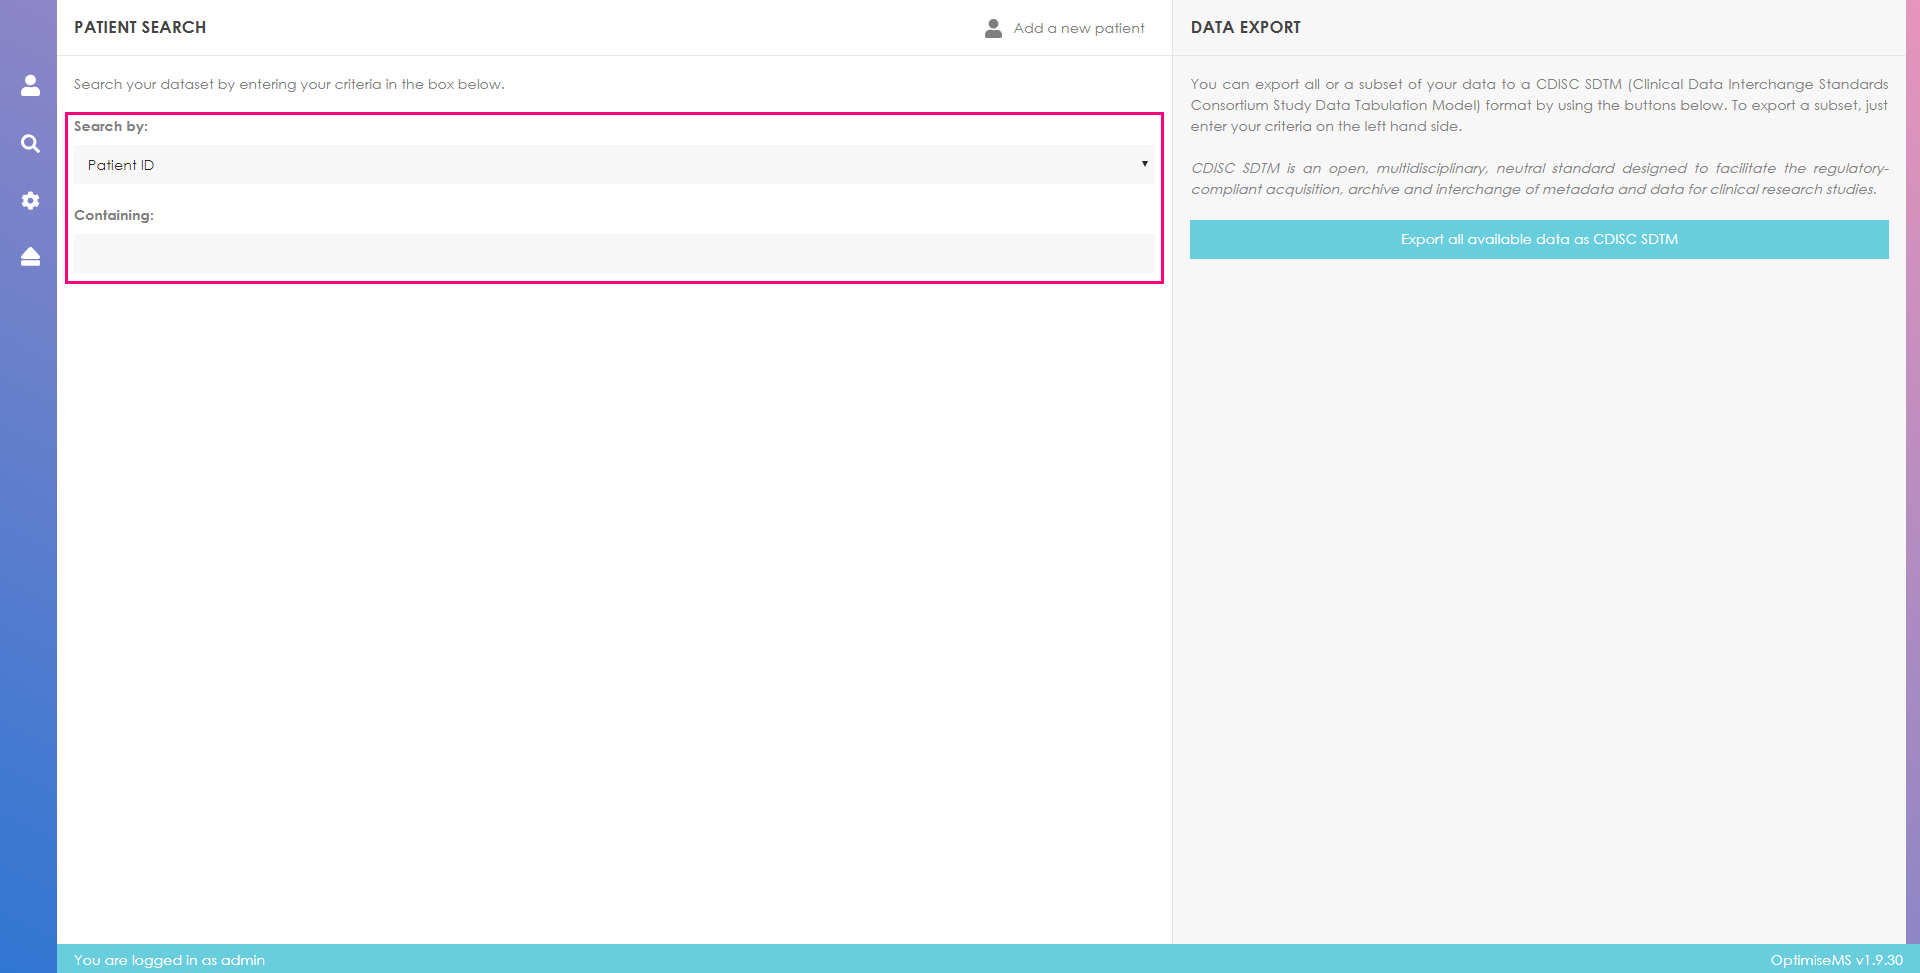 PATIENT SEARCH
Add a new patient
Search your dataset by entering your criteria in the box below.
Search by:
Patient ID
Containing:
DATA EXPORT
You can export all or a subset of your data to a CDISC SDTM (Clinical Data Interchange Standards
Consortium Study Data Tabulation Model) format by using the buttons below. To export a subset, just
enter your criteria on the left hand side.
CDISC SDTM is an open, multidisciplinary, neutral standard designed to facilitate the regulatory-
compliant acquisition, archive and interchange of metadata and data for clinical research studies.
Export all available data as CDISC SDTM
You are logged in as admin
OptimiseMS v1.9.30